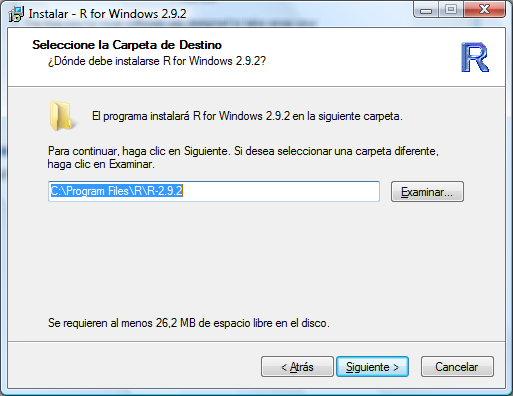 Instalar - R for Windows 2.9.2
Seleccione la Carpeta de Destino
¿Dónde debe instalarse R for Windows 2.9.2?
R
El programa instalará R for Windows 2.9.2 en la siguiente carpeta.
Para continuar, haga clic en Siguiente. Si desea seleccionar una carpeta diferente,
haga clic en Examinar.
C:\Program Files\R\R-2.9.2
Examinar...
Se requieren al menos 26,2 MB de espacio libre en el disco.
< Atrás
Siguiente >
Cancelar